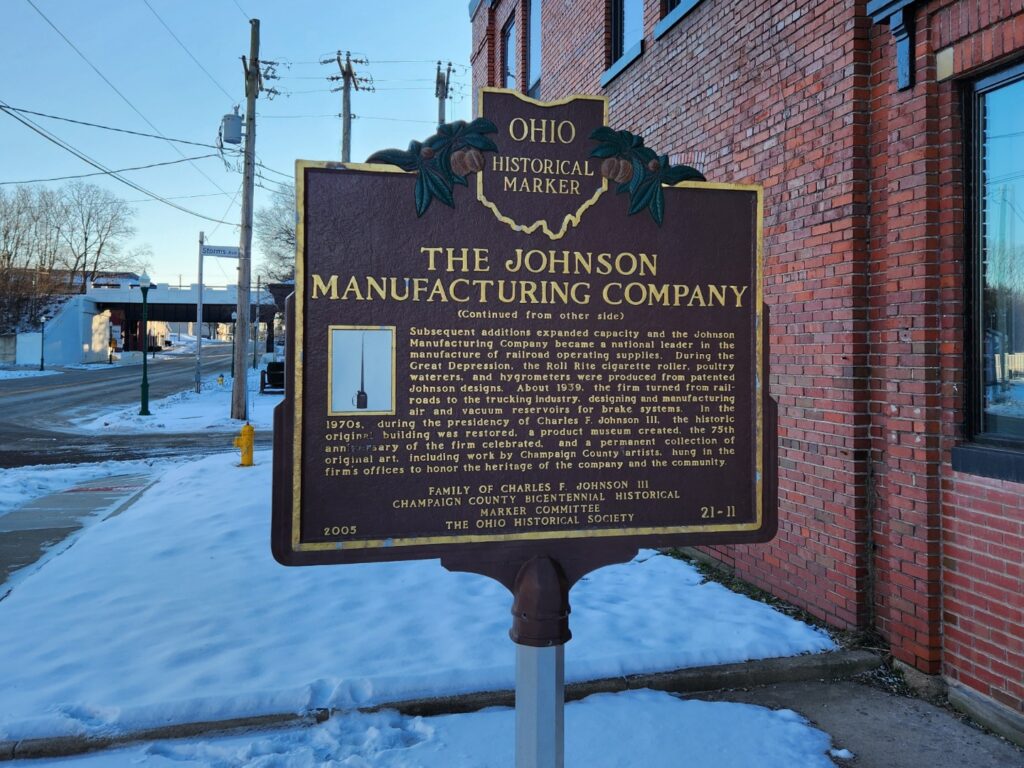 Storms Ave
OHIO
HISTORICAL
MARKER
THE JOHNSON
MANUFACTURING COMPANY
(Continued from other side)
Subsequent additions expanded capacity and the Johnson
Manufacturing Company became a national leader in the
manufacture of railroad operating supplies. During the
Great Depression, the Roll Rite cigarette roller, poultry
waterers, and hygrometers were produced from patented
Johnson designs. About 1939, the firm turned from rail-
roads to the trucking industry, designing and manufacturing
air and vacuum reservoirs for brake systems. In the
1970s, during the presidency of Charles F. Johnson III, the historic
original building was restored, a product museum created, the 75th
anniversary of the firm celebrated, and a permanent collection of
original art, including work by Champaign County artists, hung in the
firm's offices to honor the heritage of the company and the community.
FAMILY OF CHARLES F. JOHNSON III
CHAMPAIGN COUNTY BICENTENNIAL HISTORICAL
MARKER COMMITTEE
THE OHIO HISTORICAL SOCIETY
2005
21-11